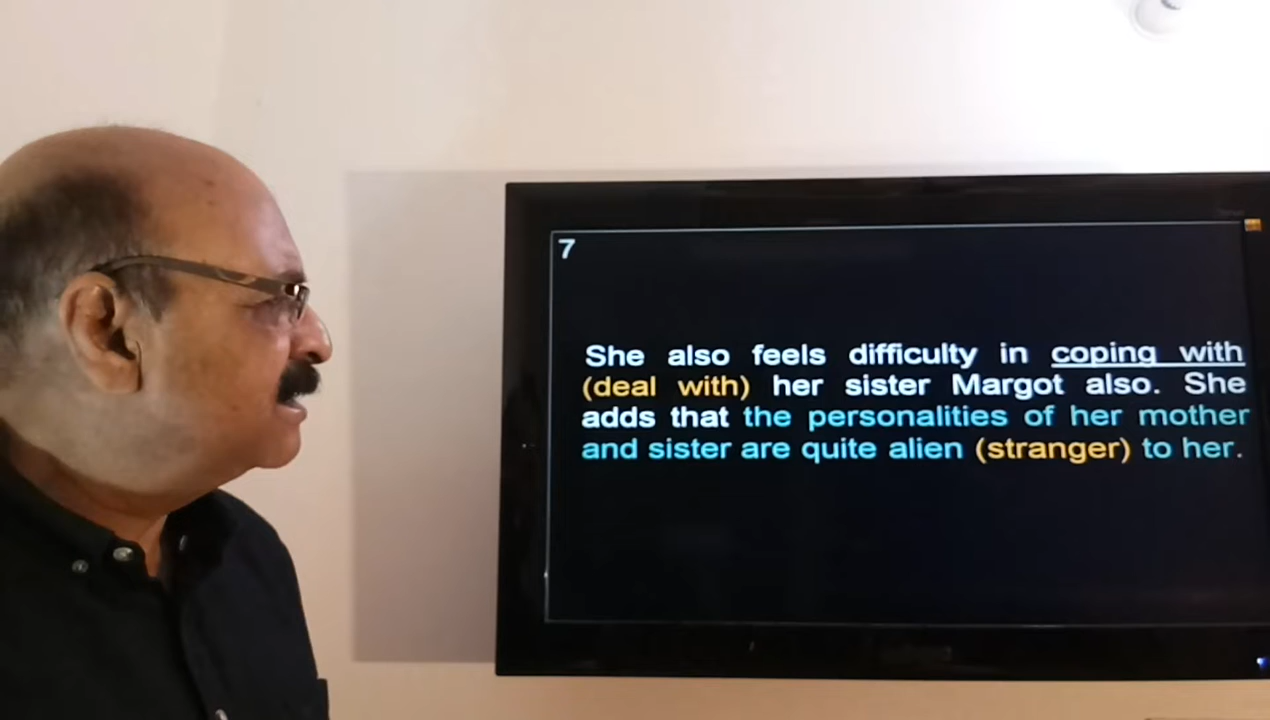 7
She also feels difficulty in coping with
(deal with) her sister Margot also. She
adds that the personalities of her mother
and sister are quite alien (stranger) to her.